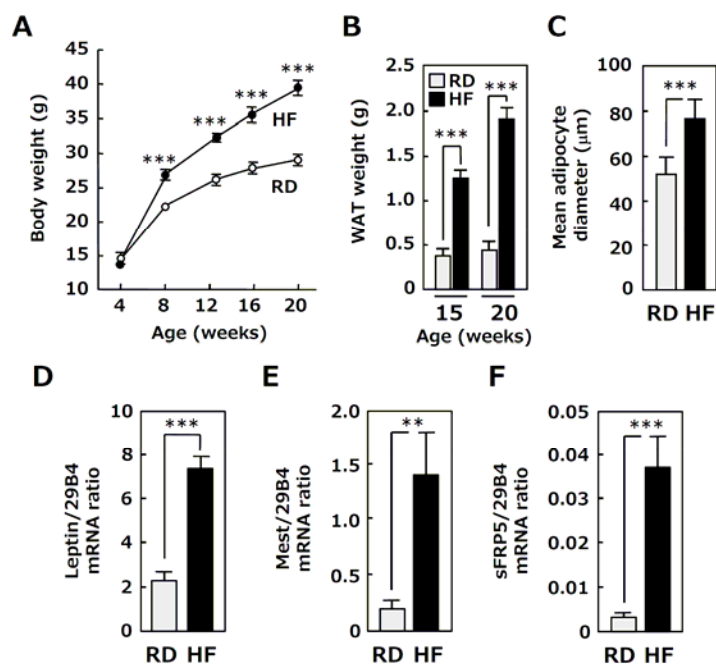 A
Body weight (g)
45
40
35
30
25
20
15
10
***
***
***
***
HF
RD
4
8
12
16
20
Age (weeks)
B
WAT weight (g)
2.5
2.0
1.5
1.0
0.5
0
RD
HF
***
***
15
20
Age (weeks)
C
Mean adipocyte
diameter (μm)
100
80
60
40
20
0
***
RD HF
D
Leptin/29B4
mRNA ratio
10
8
6
4
2
0
***
RD HF
E
Mest/29B4
mRNA ratio
2.0
1.5
1.0
0.5
0
**
RD HF
F
sFRP5/29B4
mRNA ratio
0.05
0.04
0.03
0.02
0.01
0
***
RD HF